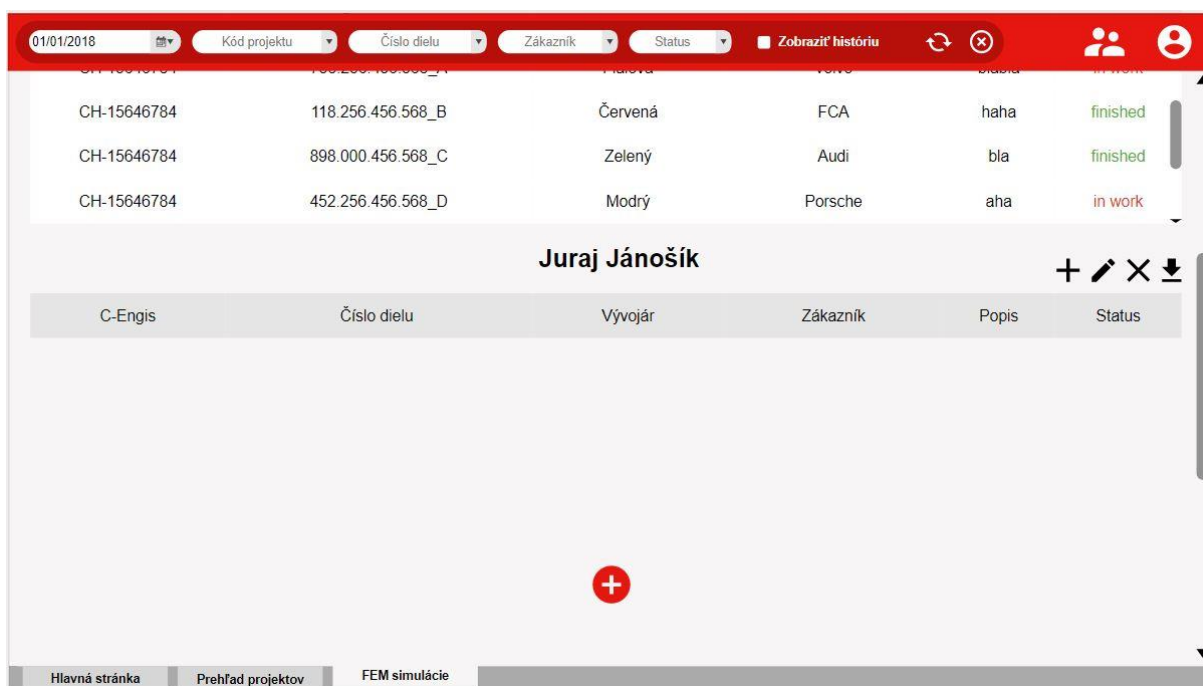 01/01/2018 Kód projektu Číslo dielu Zákazník Status Zobraziť históriu
CH-15646784 118.256.456.568_B Červená FCA haha finished
CH-15646784 898.000.456.568_C Zelený Audi bla finished
CH-15646784 452.256.456.568_D Modrý Porsche aha in work
Juraj Jánošík
C-Engis Číslo dielu Vývojár Zákazník Popis Status
Hlavná stránka Prehľad projektov FEM simulácie